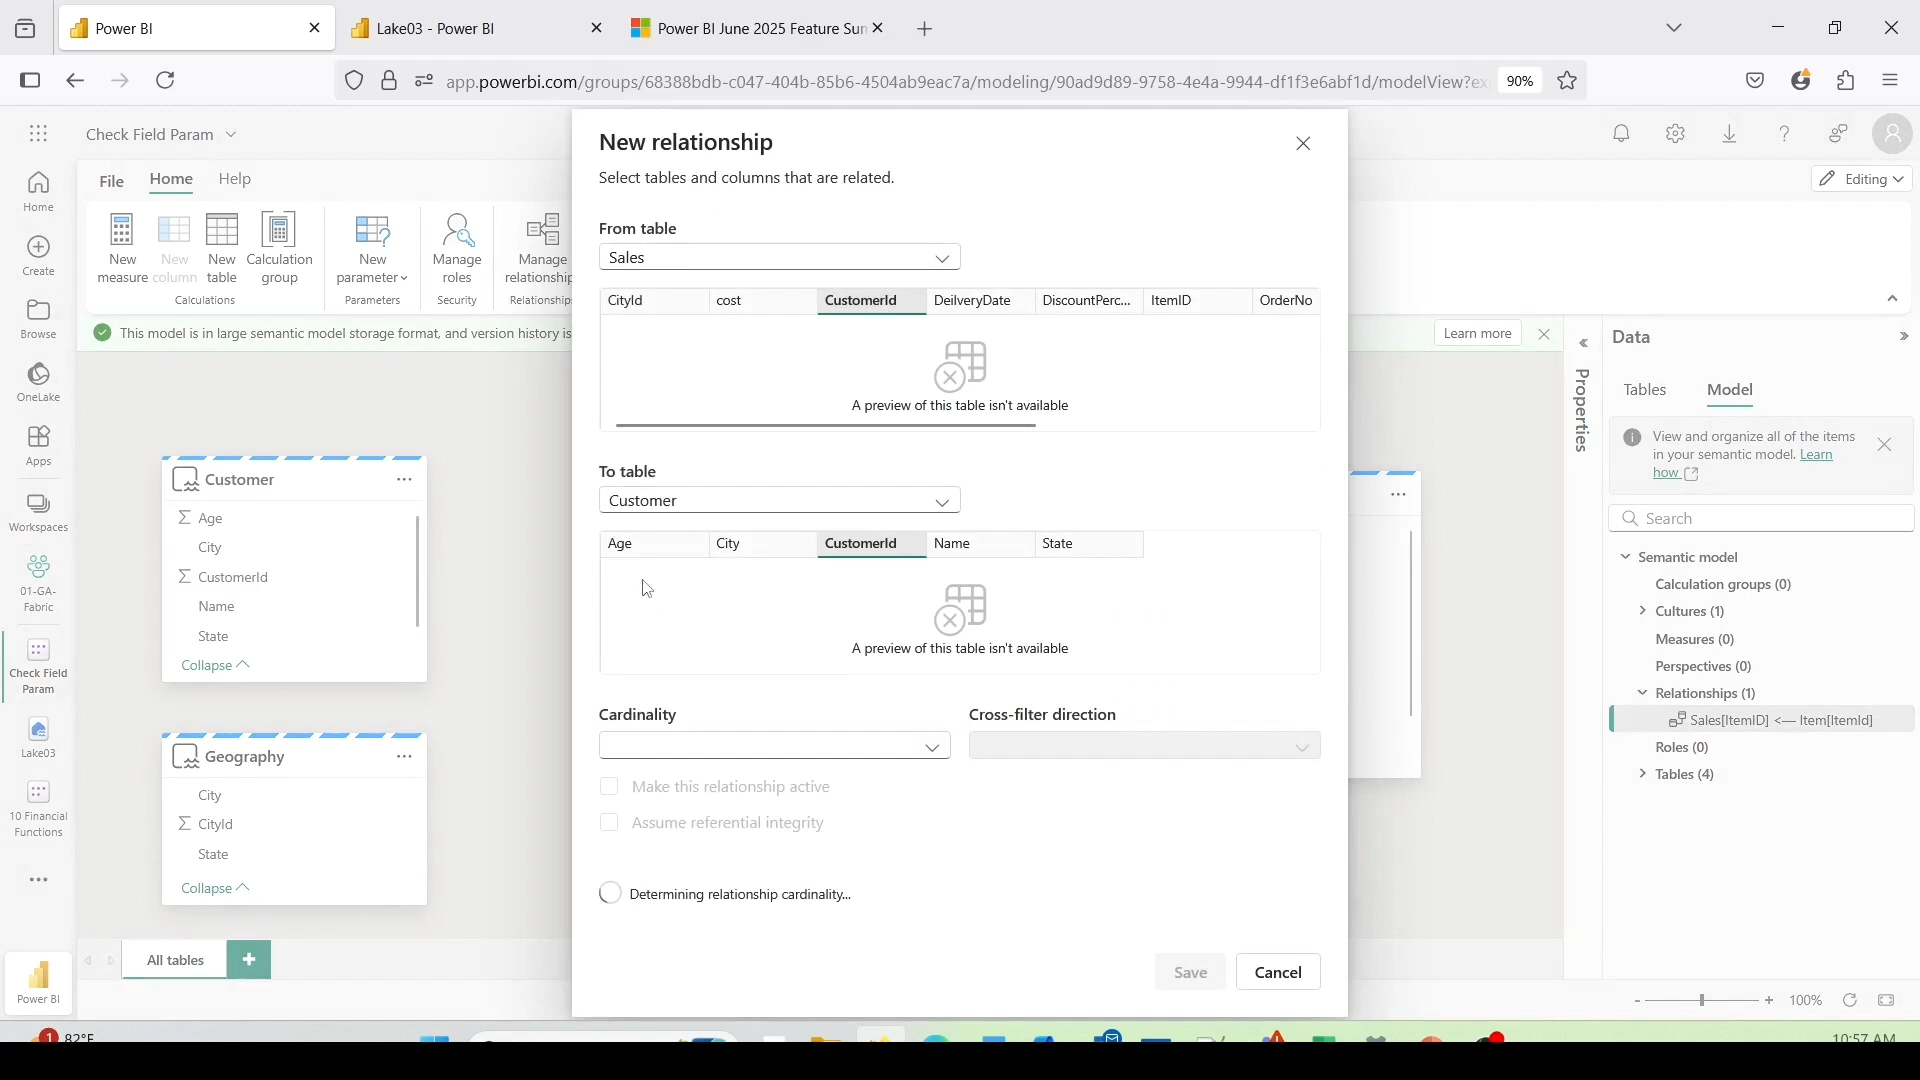 Power BI
Lake03 - Power BI
Power BI June 2025 Feature Sum
app.powerbi.com/groups/68388bdb-c047-404b-85b6-4504ab9eac7a/modeling/90ad9d89-9758-4e4a-9944-df1f3e6abf1d/modelView?ex
90%
Check Field Param
File
Home
Help
Editing
New measure
New column
New table
Calculation group
New parameter
Manage roles
Manage relationship
Calculations
Parameters
Security
Relationships
This model is in large semantic model storage format, and version history is
Learn more
Home
Create
Browse
OneLake
Apps
Workspaces
01-GA-
Fabric
Check Field
Param
Lake03
10 Financial
Functions
Power BI
Customer
Age
City
CustomerId
Name
State
Collapse
Geography
City
CityId
State
Collapse
All tables
New relationship
Select tables and columns that are related.
From table
Sales
CityId cost CustomerId DeilveryDate DiscountPerc... ItemID OrderNo
A preview of this table isn't available
To table
Customer
Age City CustomerId Name State
A preview of this table isn't available
Cardinality
Cross-filter direction
Make this relationship active
Assume referential integrity
Determining relationship cardinality...
Save
Cancel
Properties
Data
Tables
Model
View and organize all of the items
in your semantic model. Learn
how
Search
Semantic model
Calculation groups (0)
Cultures (1)
Measures (0)
Perspectives (0)
Relationships (1)
Sales[ItemID] <— Item[ItemId]
Roles (0)
Tables (4)
- + 100%
1
82°F
10:57 AM